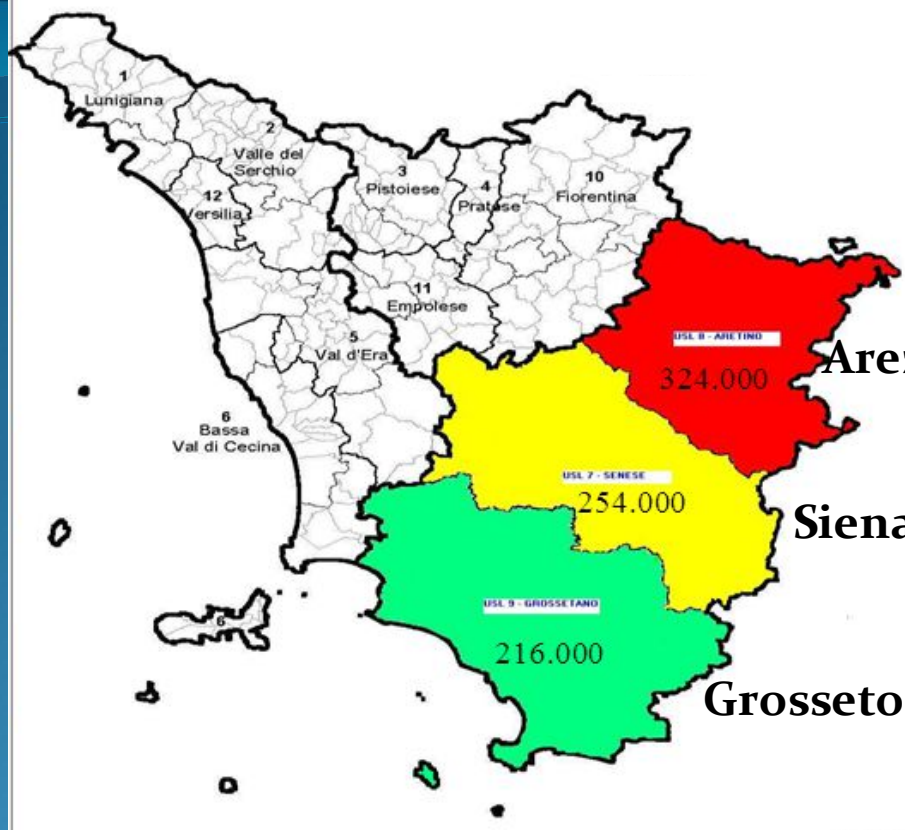 1
Lunigiana
2
Valle del
Serchio
12
Versilia
3
Pistoiese
4
Pratese
10
Fiorentina
11
Empolese
5
Val d'Era
6
Bassa
Val di Cecina
USL 8 - ARETINO
324.000
Are
USL 7 - SENESE
254.000
Siena
6
USL 9 - GROSSETANO
216.000
Grosseto